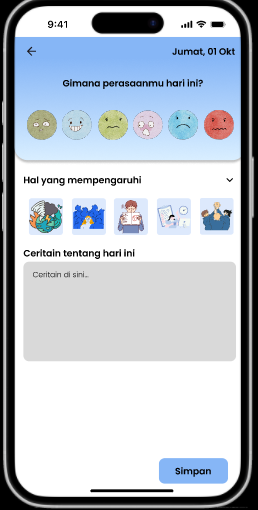 9:41
Jumat, 01 Okt
Gimana perasaanmu hari ini?
Hal yang mempengaruhi
Ceritain tentang hari ini
Ceritain di sini...
Simpan